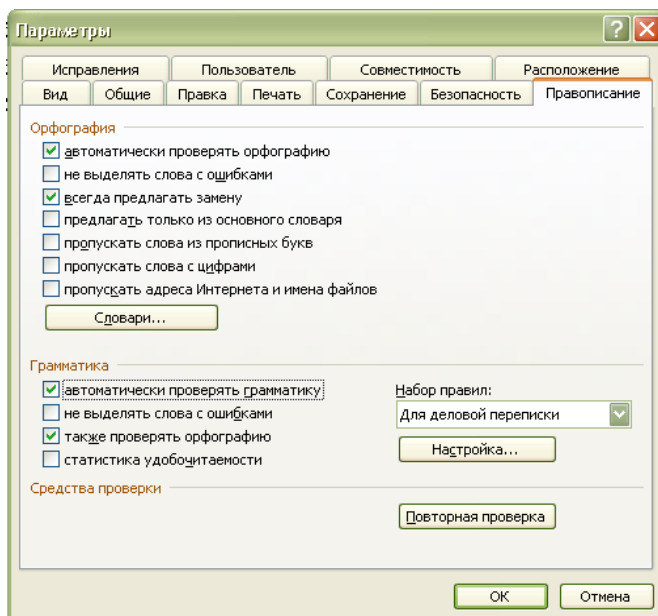 Параметры
Исправления Пользователь Совместимость Расположение
Вид Общие Правка Печать Сохранение Безопасность Правописание
Орфография
автоматически проверять орфографию
не выделять слова с ошибками
всегда предлагать замену
предлагать только из основного словаря
пропускать слова из прописных букв
пропускать слова с цифрами
пропускать адреса Интернета и имена файлов
Словари...
Грамматика
автоматически проверять грамматику Набор правил:
не выделять слова с ошибками Для деловой переписки
также проверять орфографию
статистика удобочитаемости Настройка...
Средства проверки
Повторная проверка
ОК Отмена